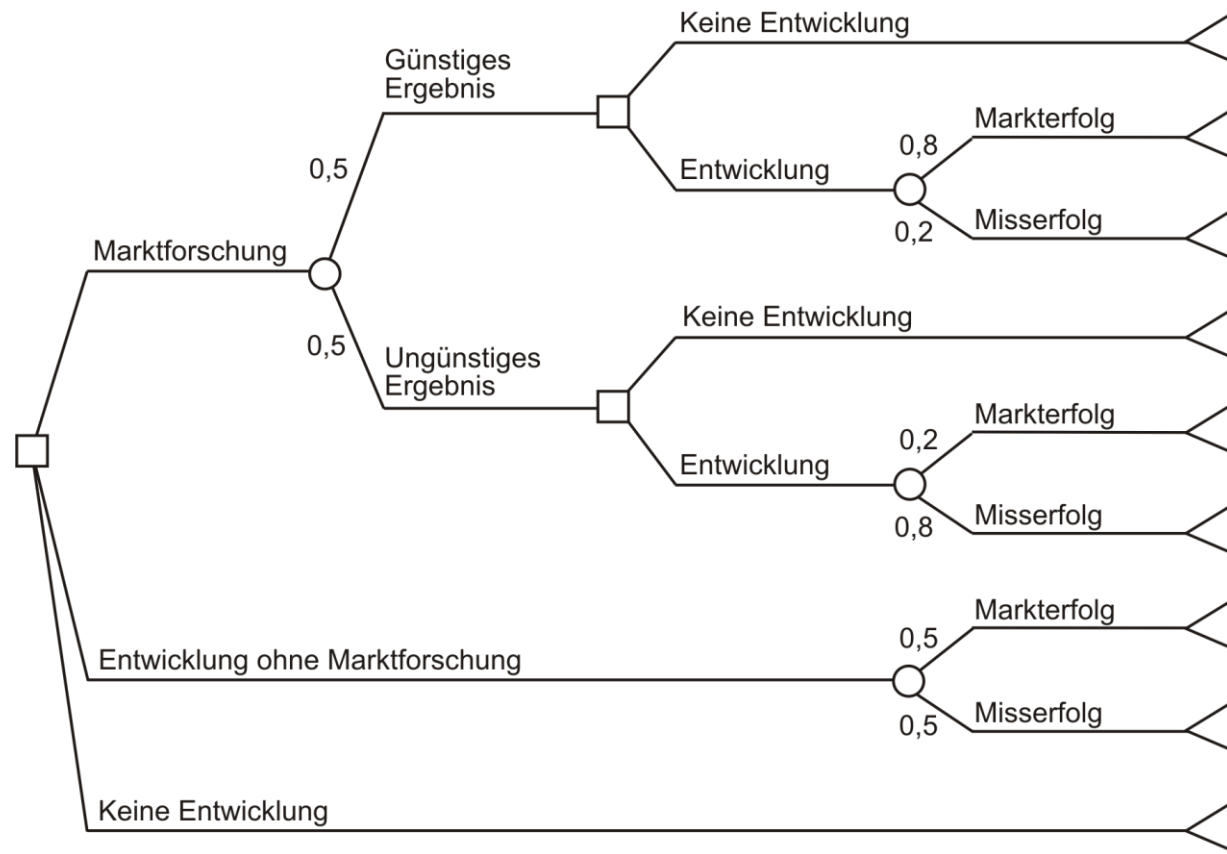 Keine Entwicklung
Günstiges
Ergebnis
Markterfolg
0,8
0,5
Entwicklung
0,2
Misserfolg
Marktforschung
Keine Entwicklung
0,5
Ungünstiges
Ergebnis
Markterfolg
0,2
Entwicklung
0,8
Misserfolg
Markterfolg
0,5
Entwicklung ohne Marktforschung
0,5
Misserfolg
Keine Entwicklung